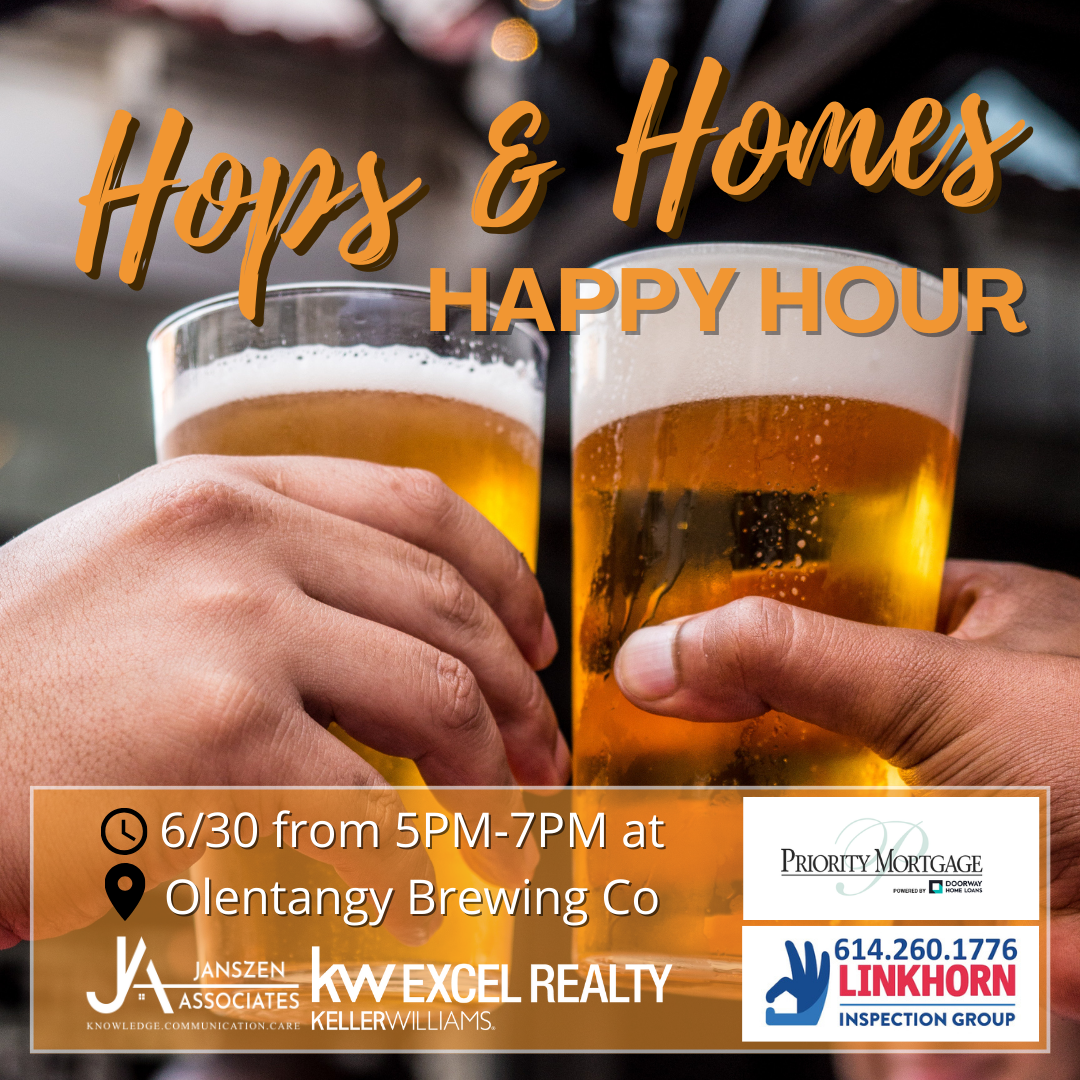 Hops & Homes
HAPPY HOUR
6/30 from 5PM-7PM at
Olentangy Brewing Co
JA JANSZEN
ASSOCIATES
KNOWLEDGE.COMMUNICATION.CARE
kw EXCEL REALTY
KELLERWILLIAMS.
P
PRIORITY MORTGAGE
POWERED BY DOORWAY
HOME LOANS
614.260.1776
LINKHORN
INSPECTION GROUP